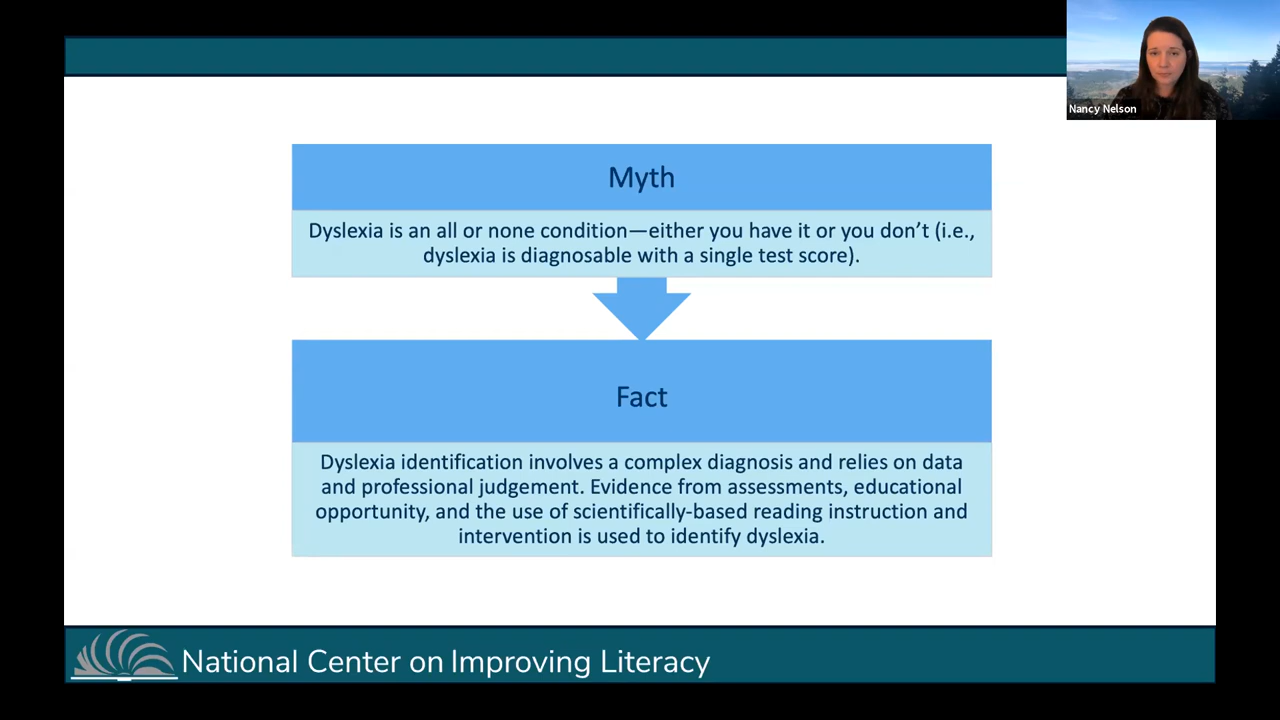 Nancy Nelson
Myth
Dyslexia is an all or none condition—either you have it or you don’t (i.e.,
dyslexia is diagnosable with a single test score).
Fact
Dyslexia identification involves a complex diagnosis and relies on data
and professional judgement. Evidence from assessments, educational
opportunity, and the use of scientifically-based reading instruction and
intervention is used to identify dyslexia.
National Center on Improving Literacy